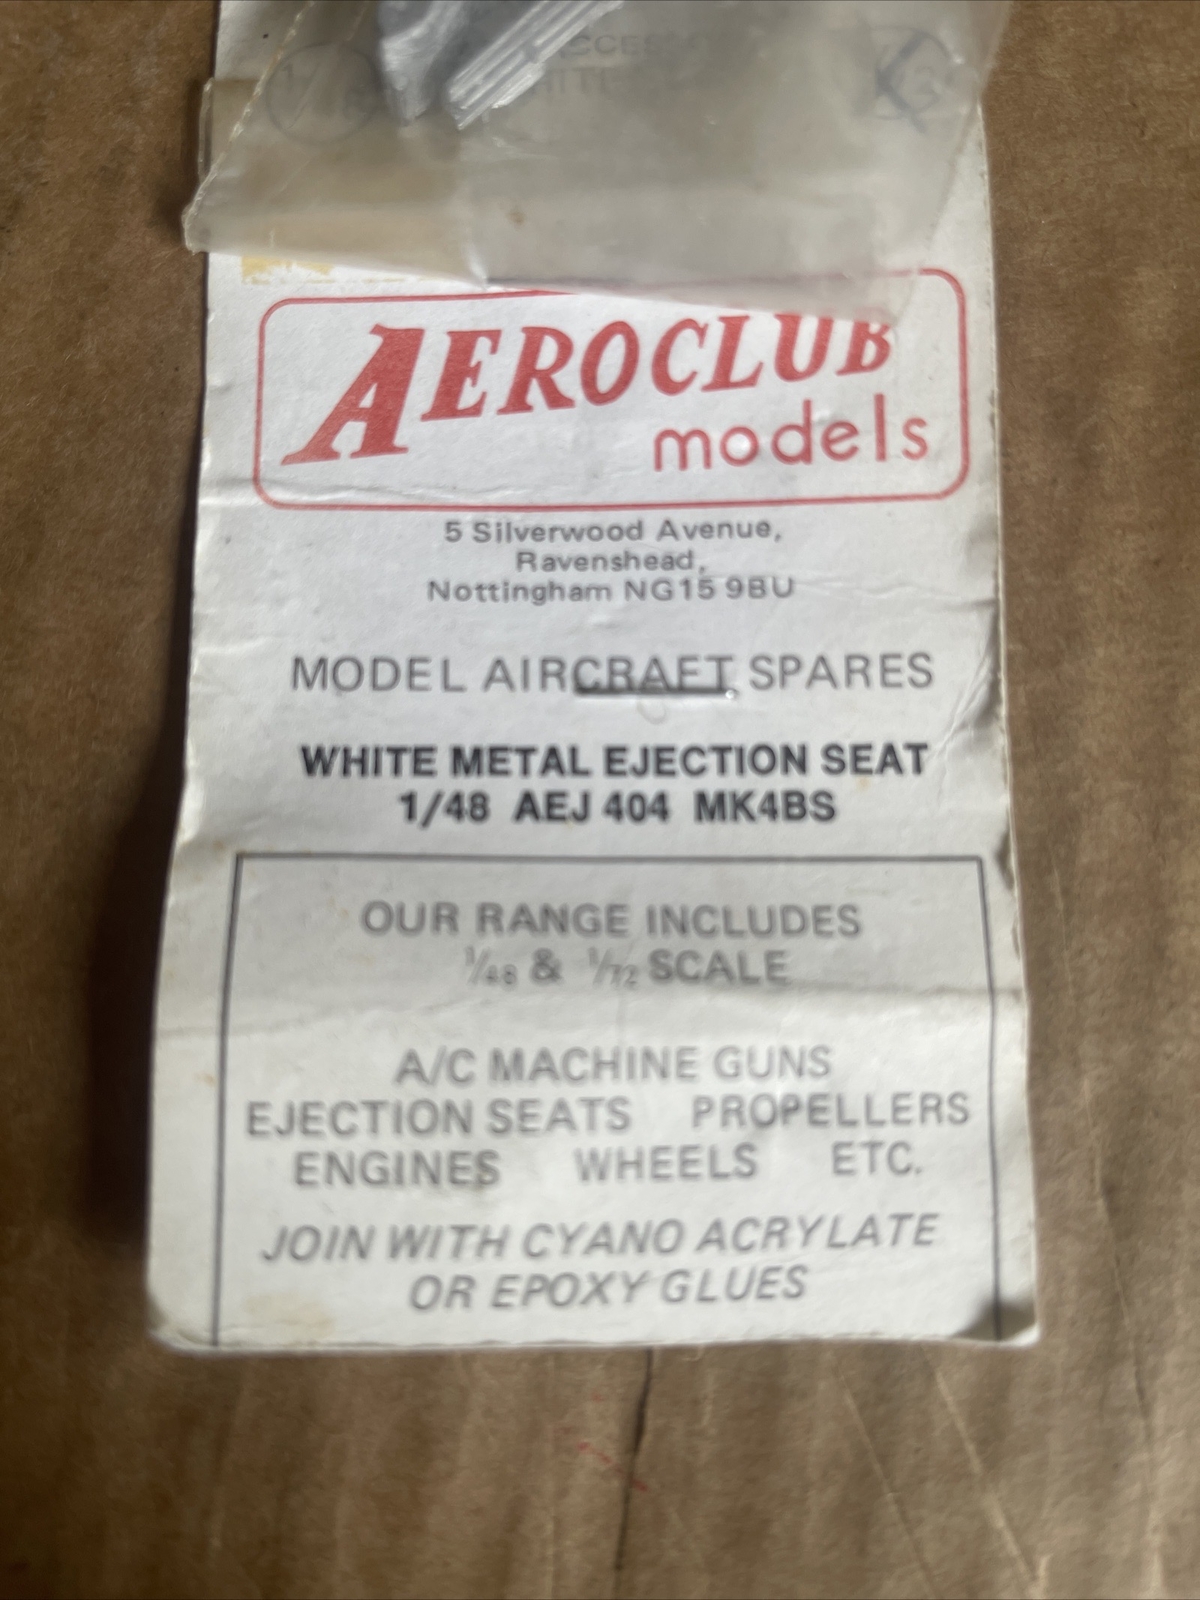 AEROCLUB
models
5 Silverwood Avenue,
Ravenshead,
Nottingham NG15 9BU
MODEL AIRCRAFT SPARES
WHITE METAL EJECTION SEAT
1/48 AEJ 404 MK4BS
OUR RANGE INCLUDES
1/48 & 1/72 SCALE
A/C MACHINE GUNS
EJECTION SEATS PROPELLERS
ENGINES WHEELS ETC.
JOIN WITH CYANO ACRYLATE
OR EPOXY GLUES